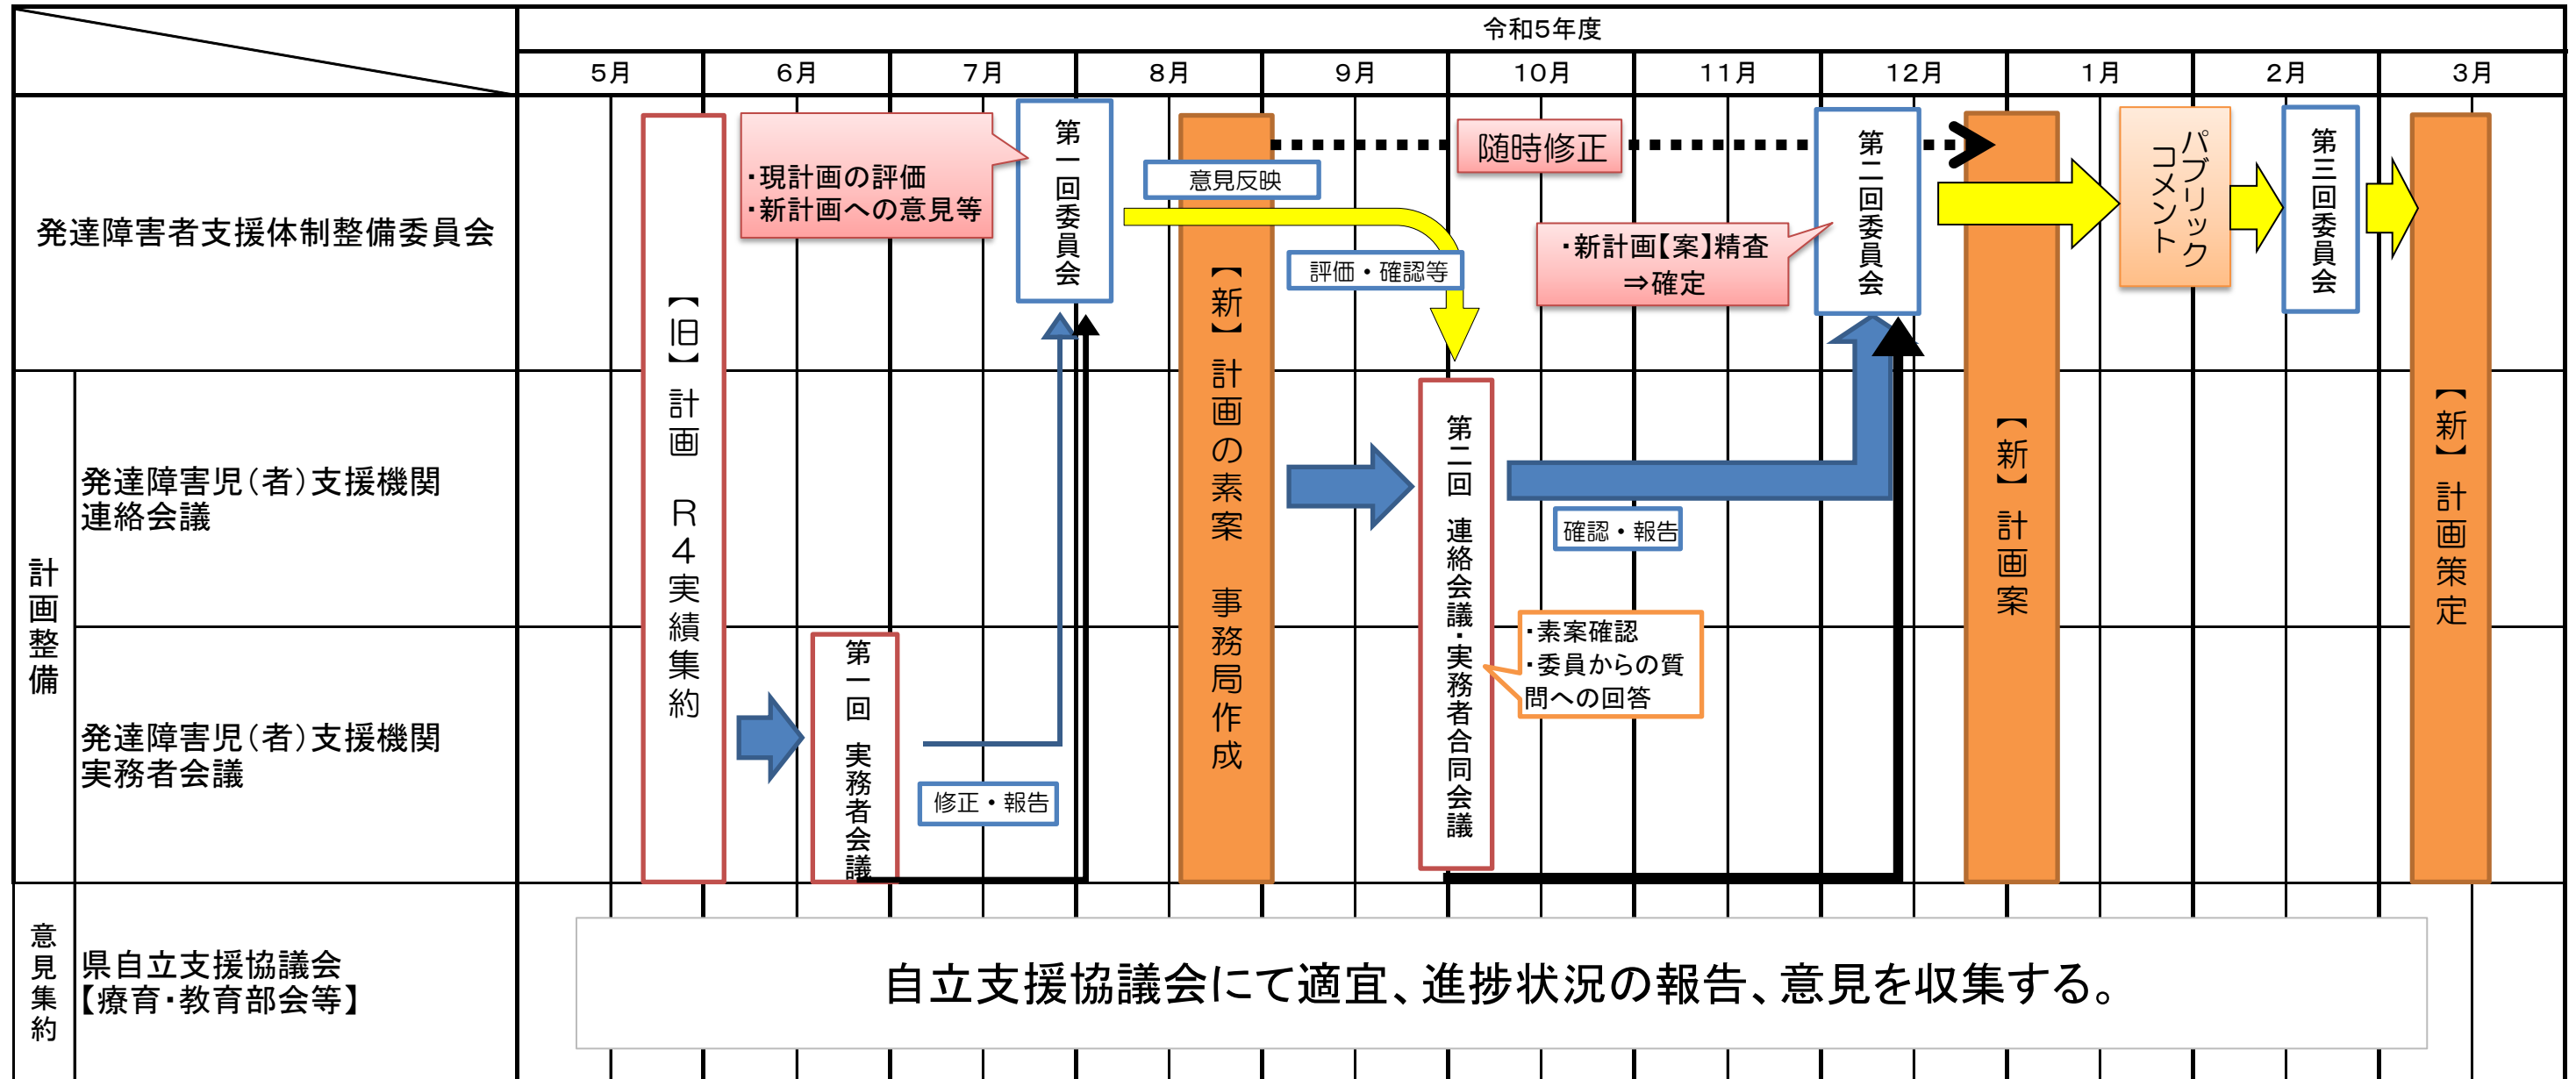 令和5年度
5月
6月
7月
8月
9月
10月
11月
12月
1月
2月
3月
発達障害者支援体制整備委員会
計画整備
発達障害児(者)支援機関
連絡会議
発達障害児(者)支援機関
実務者会議
意見集約
県自立支援協議会
【療育・教育部会等】
【旧】計画　R4実績集約
・現計画の評価
・新計画への意見等
第一回委員会
第一回 実務者会議
修正・報告
意見反映
【新】計画の素案　事務局作成
評価・確認等
随時修正
第二回 連絡会議・実務者合同会議
・素案確認
・委員からの質
問への回答
確認・報告
・新計画【案】精査
⇒確定
第二回委員会
【新】計画案
パブリック
コメント
第三回委員会
【新】計画策定
自立支援協議会にて適宜、進捗状況の報告、意見を収集する。